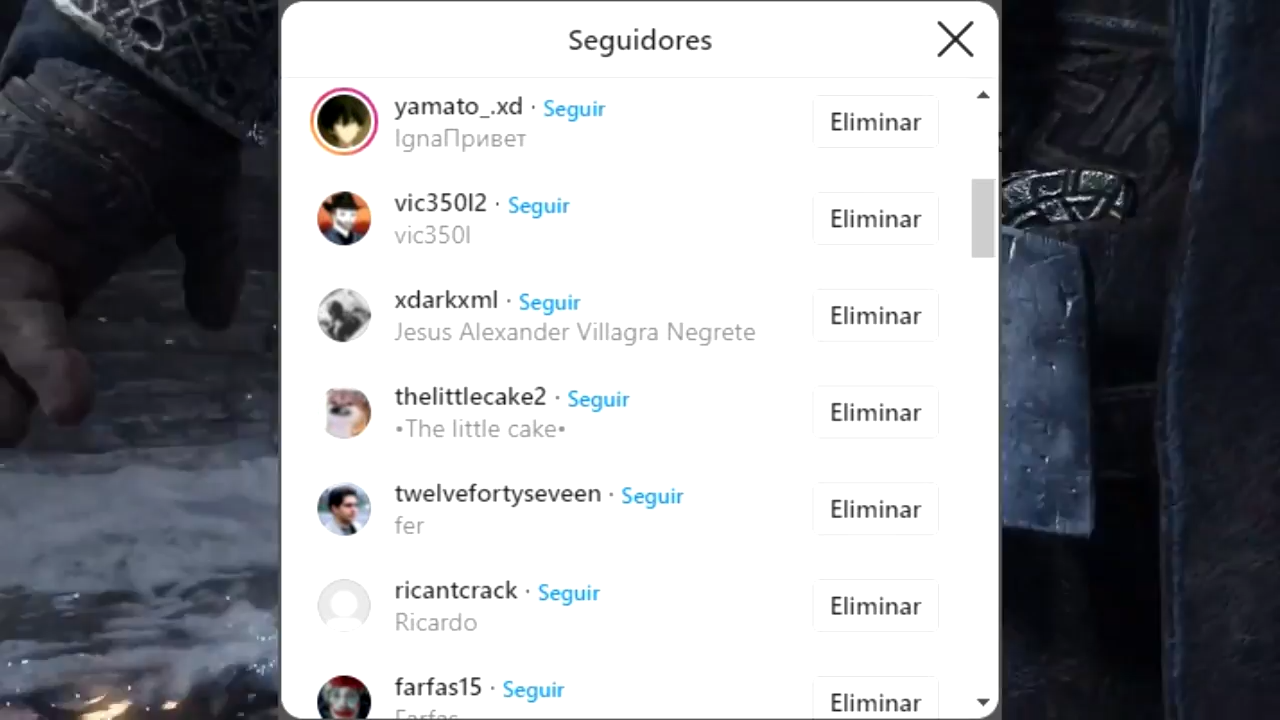 Seguidores
yamato_.xd · Seguir
IgnaПривет
Eliminar
vic350l2 · Seguir
vic350l
Eliminar
xdarkxml · Seguir
Jesus Alexander Villagra Negrete
Eliminar
thelittlecake2 · Seguir
•The little cake•
Eliminar
twelvefortyseveen · Seguir
fer
Eliminar
ricantcrack · Seguir
Ricardo
Eliminar
farfas15 · Seguir
Farfas
Eliminar